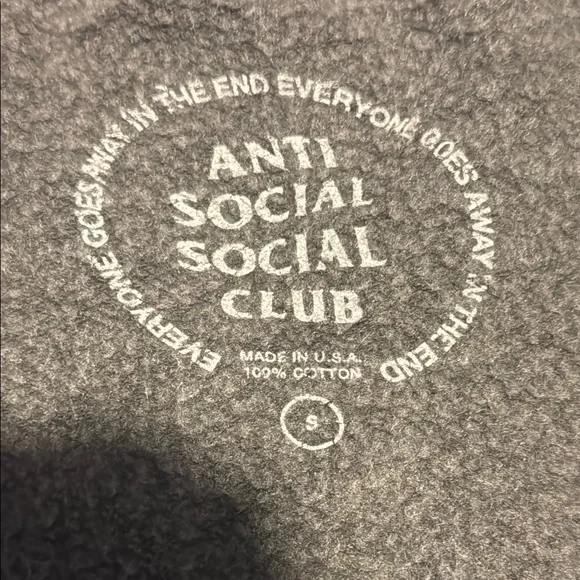 EVERYONE GOES AWAY IN THE END EVERYONE GOES AWAY IN THE END
ANTI
SOCIAL
SOCIAL
CLUB
MADE IN U.S.A.
100% COTTON
S